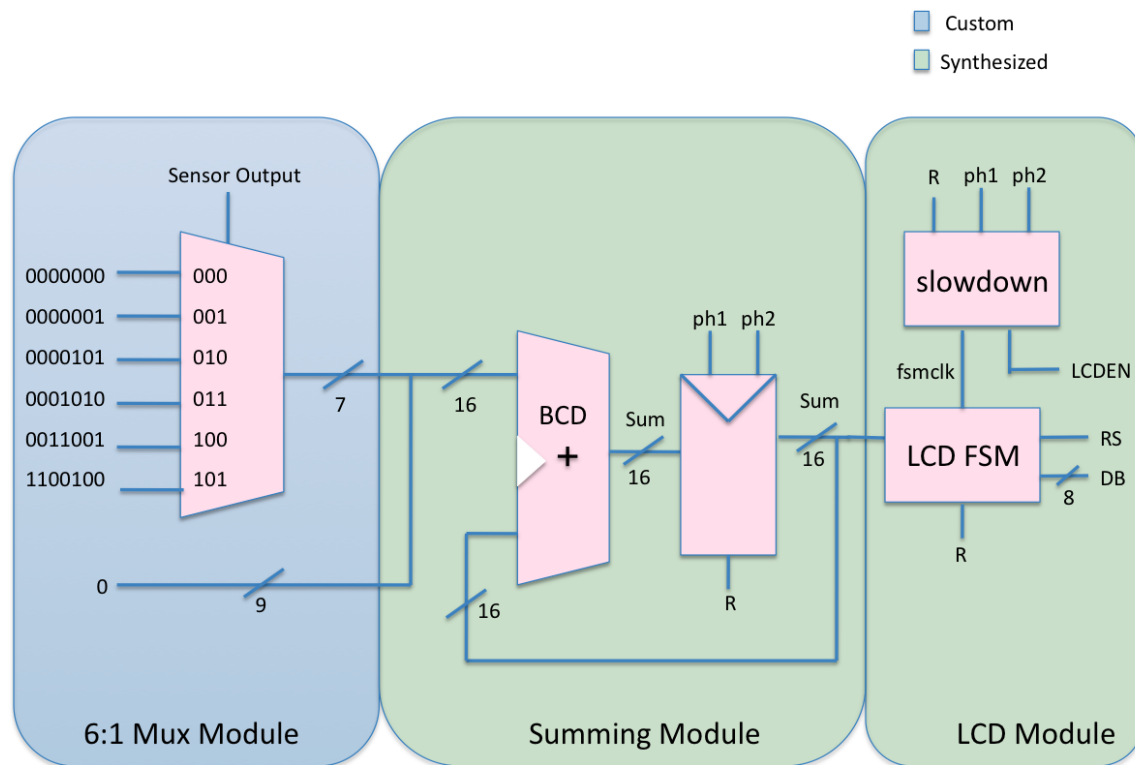 Custom
Synthesized
Sensor Output
0000000 000
0000001 001
0000101 010
0001010 011
0011001 100
1100100 101
7
0
9
6:1 Mux Module
16
BCD
+
16
Sum
16
ph1 ph2
R
Sum
16
Summing Module
R ph1 ph2
slowdown
fsmclk
LCDEN
LCD FSM
RS
DB
8
R
LCD Module